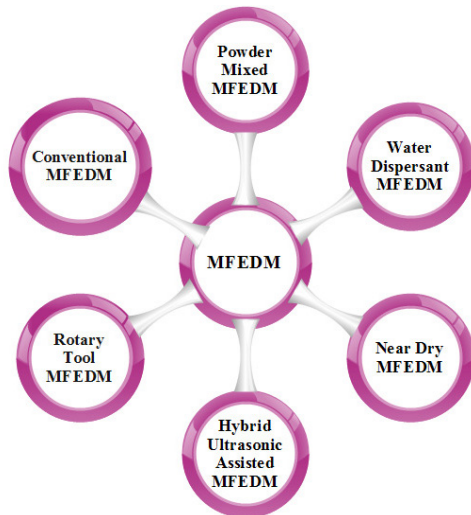 Powder
Mixed
MFEDM
Conventional
MFEDM
Water
Dispersant
MFEDM
MFEDM
Rotary
Tool
MFEDM
Near Dry
MFEDM
Hybrid
Ultrasonic
Assisted
MFEDM